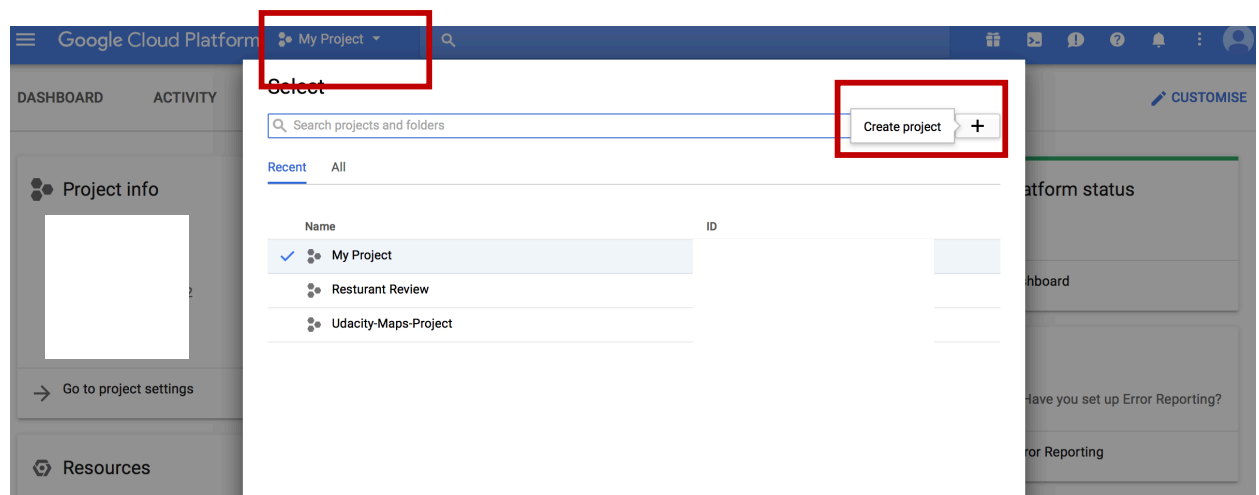 Google Cloud Platform My Project
Select
DASHBOARD ACTIVITY
CUSTOMISE
Search projects and folders
Create project +
Recent All
Project info
Name ID
My Project
Resturant Review
Udacity-Maps-Project
2
Go to project settings
Resources
atform status
hboard
Have you set up Error Reporting?
ror Reporting